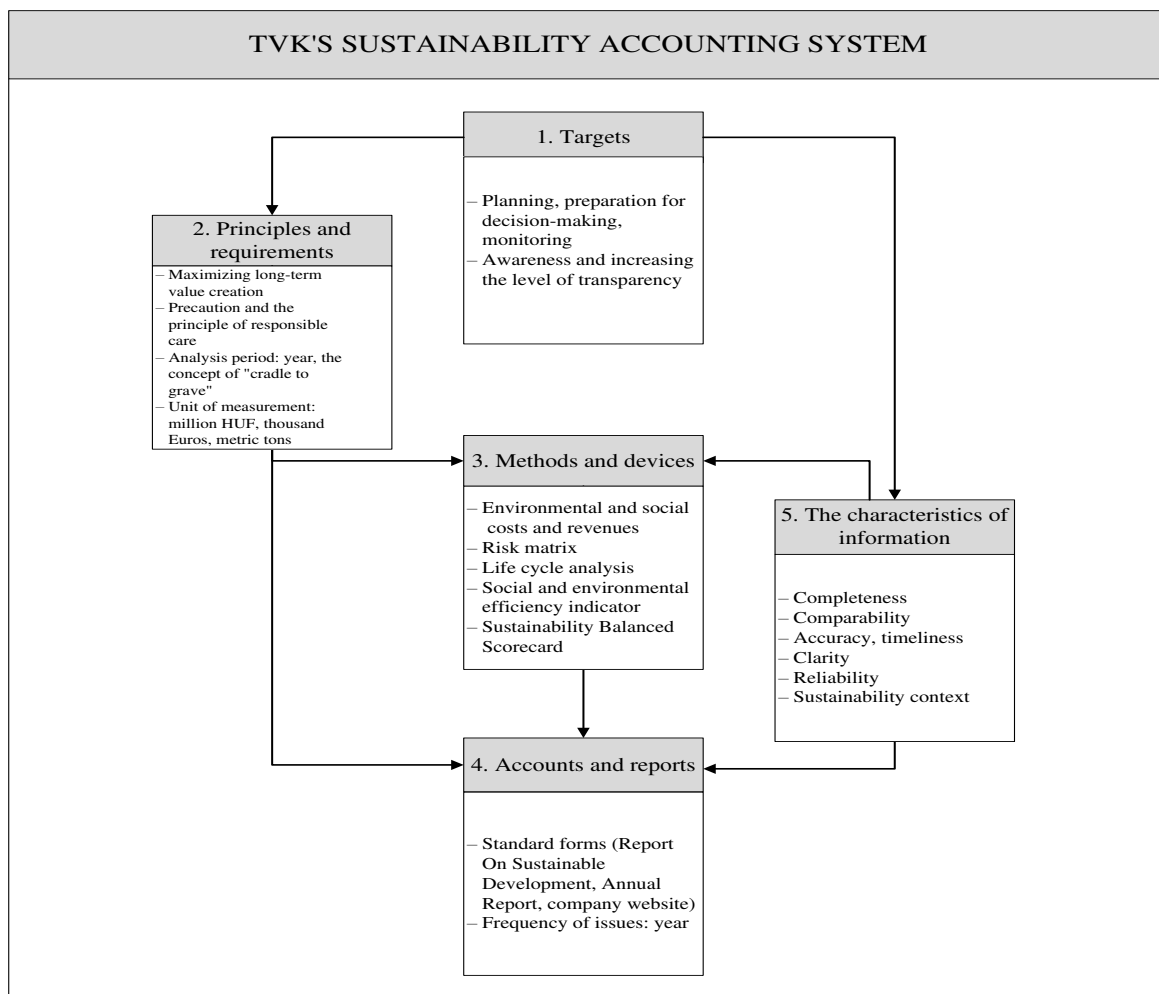 TVK'S SUSTAINABILITY ACCOUNTING SYSTEM
1. Targets
– Planning, preparation for
decision-making,
monitoring
– Awareness and increasing
the level of transparency
2. Principles and
requirements
– Maximizing long-term
value creation
– Precaution and the
principle of responsible
care
– Analysis period: year, the
concept of "cradle to
grave"
– Unit of measurement:
million HUF, thousand
Euros, metric tons
3. Methods and devices
– Environmental and social
costs and revenues
– Risk matrix
– Life cycle analysis
– Social and environmental
efficiency indicator
– Sustainability Balanced
Scorecard
5. The characteristics of
information
– Completeness
– Comparability
– Accuracy, timeliness
– Clarity
– Reliability
– Sustainability context
4. Accounts and reports
– Standard forms (Report
On Sustainable
Development, Annual
Report, company website)
– Frequency of issues: year